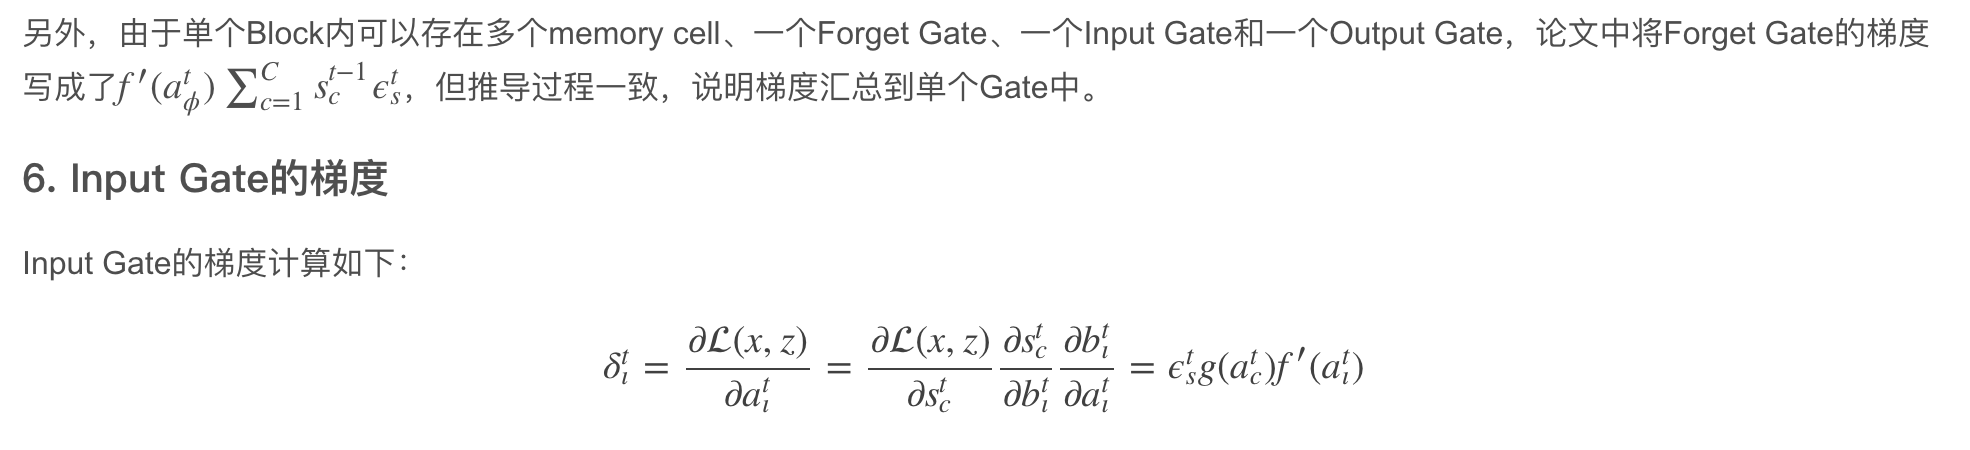 另外，由于单个Block内可以存在多个memory cell、一个Forget Gate、一个Input Gate和一个Output Gate，论文中将Forget Gate的梯度
写成了$f'(a_\phi^t) \sum_{c=1}^{C} s_c^{t-1} \epsilon_s^t$，但推导过程一致，说明梯度汇总到单个Gate中。
6. Input Gate的梯度
Input Gate的梯度计算如下：
$\delta_\iota^t = \frac{\partial \mathcal{L}(x, z)}{\partial a_\iota^t} = \frac{\partial \mathcal{L}(x, z)}{\partial s_c^t} \frac{\partial s_c^t}{\partial b_\iota^t} \frac{\partial b_\iota^t}{\partial a_\iota^t} = \epsilon_s^t g(a_c^t) f'(a_\iota^t)$